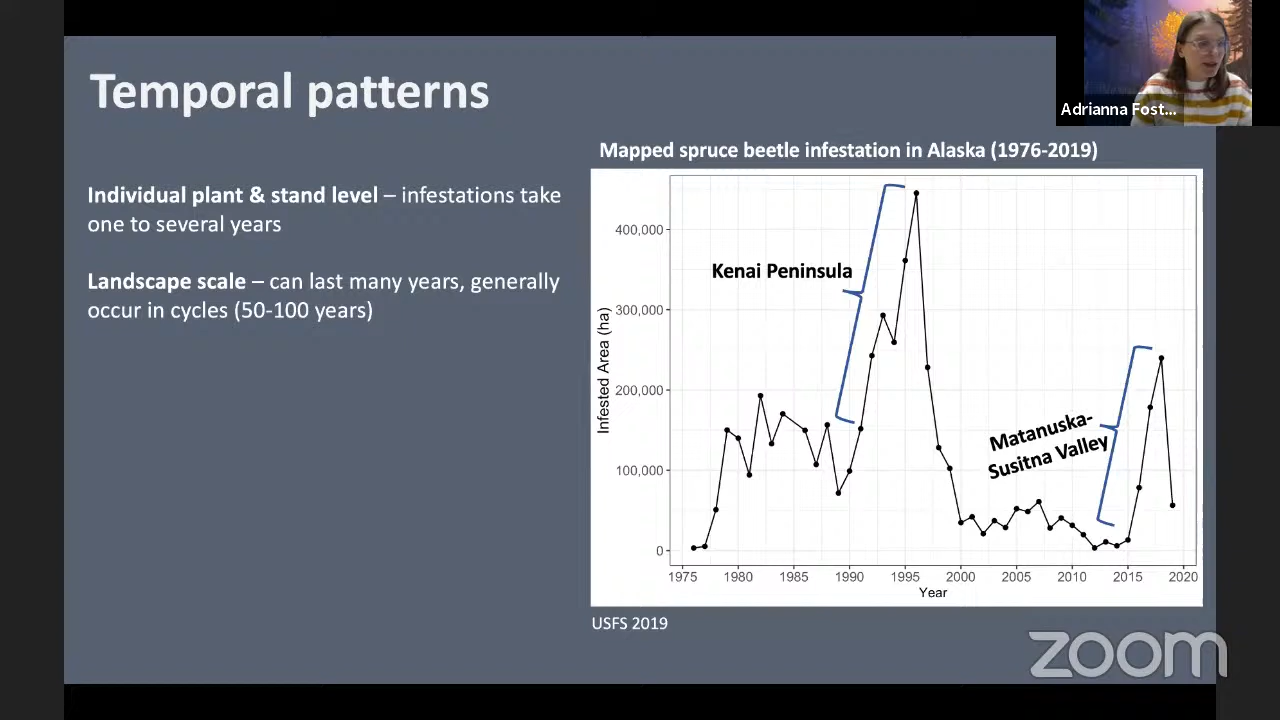 Temporal patterns
Adrianna Fost...
Mapped spruce beetle infestation in Alaska (1976-2019)
Individual plant & stand level – infestations take
one to several years
Landscape scale – can last many years, generally
occur in cycles (50-100 years)
Kenai Peninsula
Matanuska-
Susitna Valley
Infested Area (ha)
400,000
300,000
200,000
100,000
0
1975 1980 1985 1990 1995 2000 2005 2010 2015 2020
Year
USFS 2019
zoom